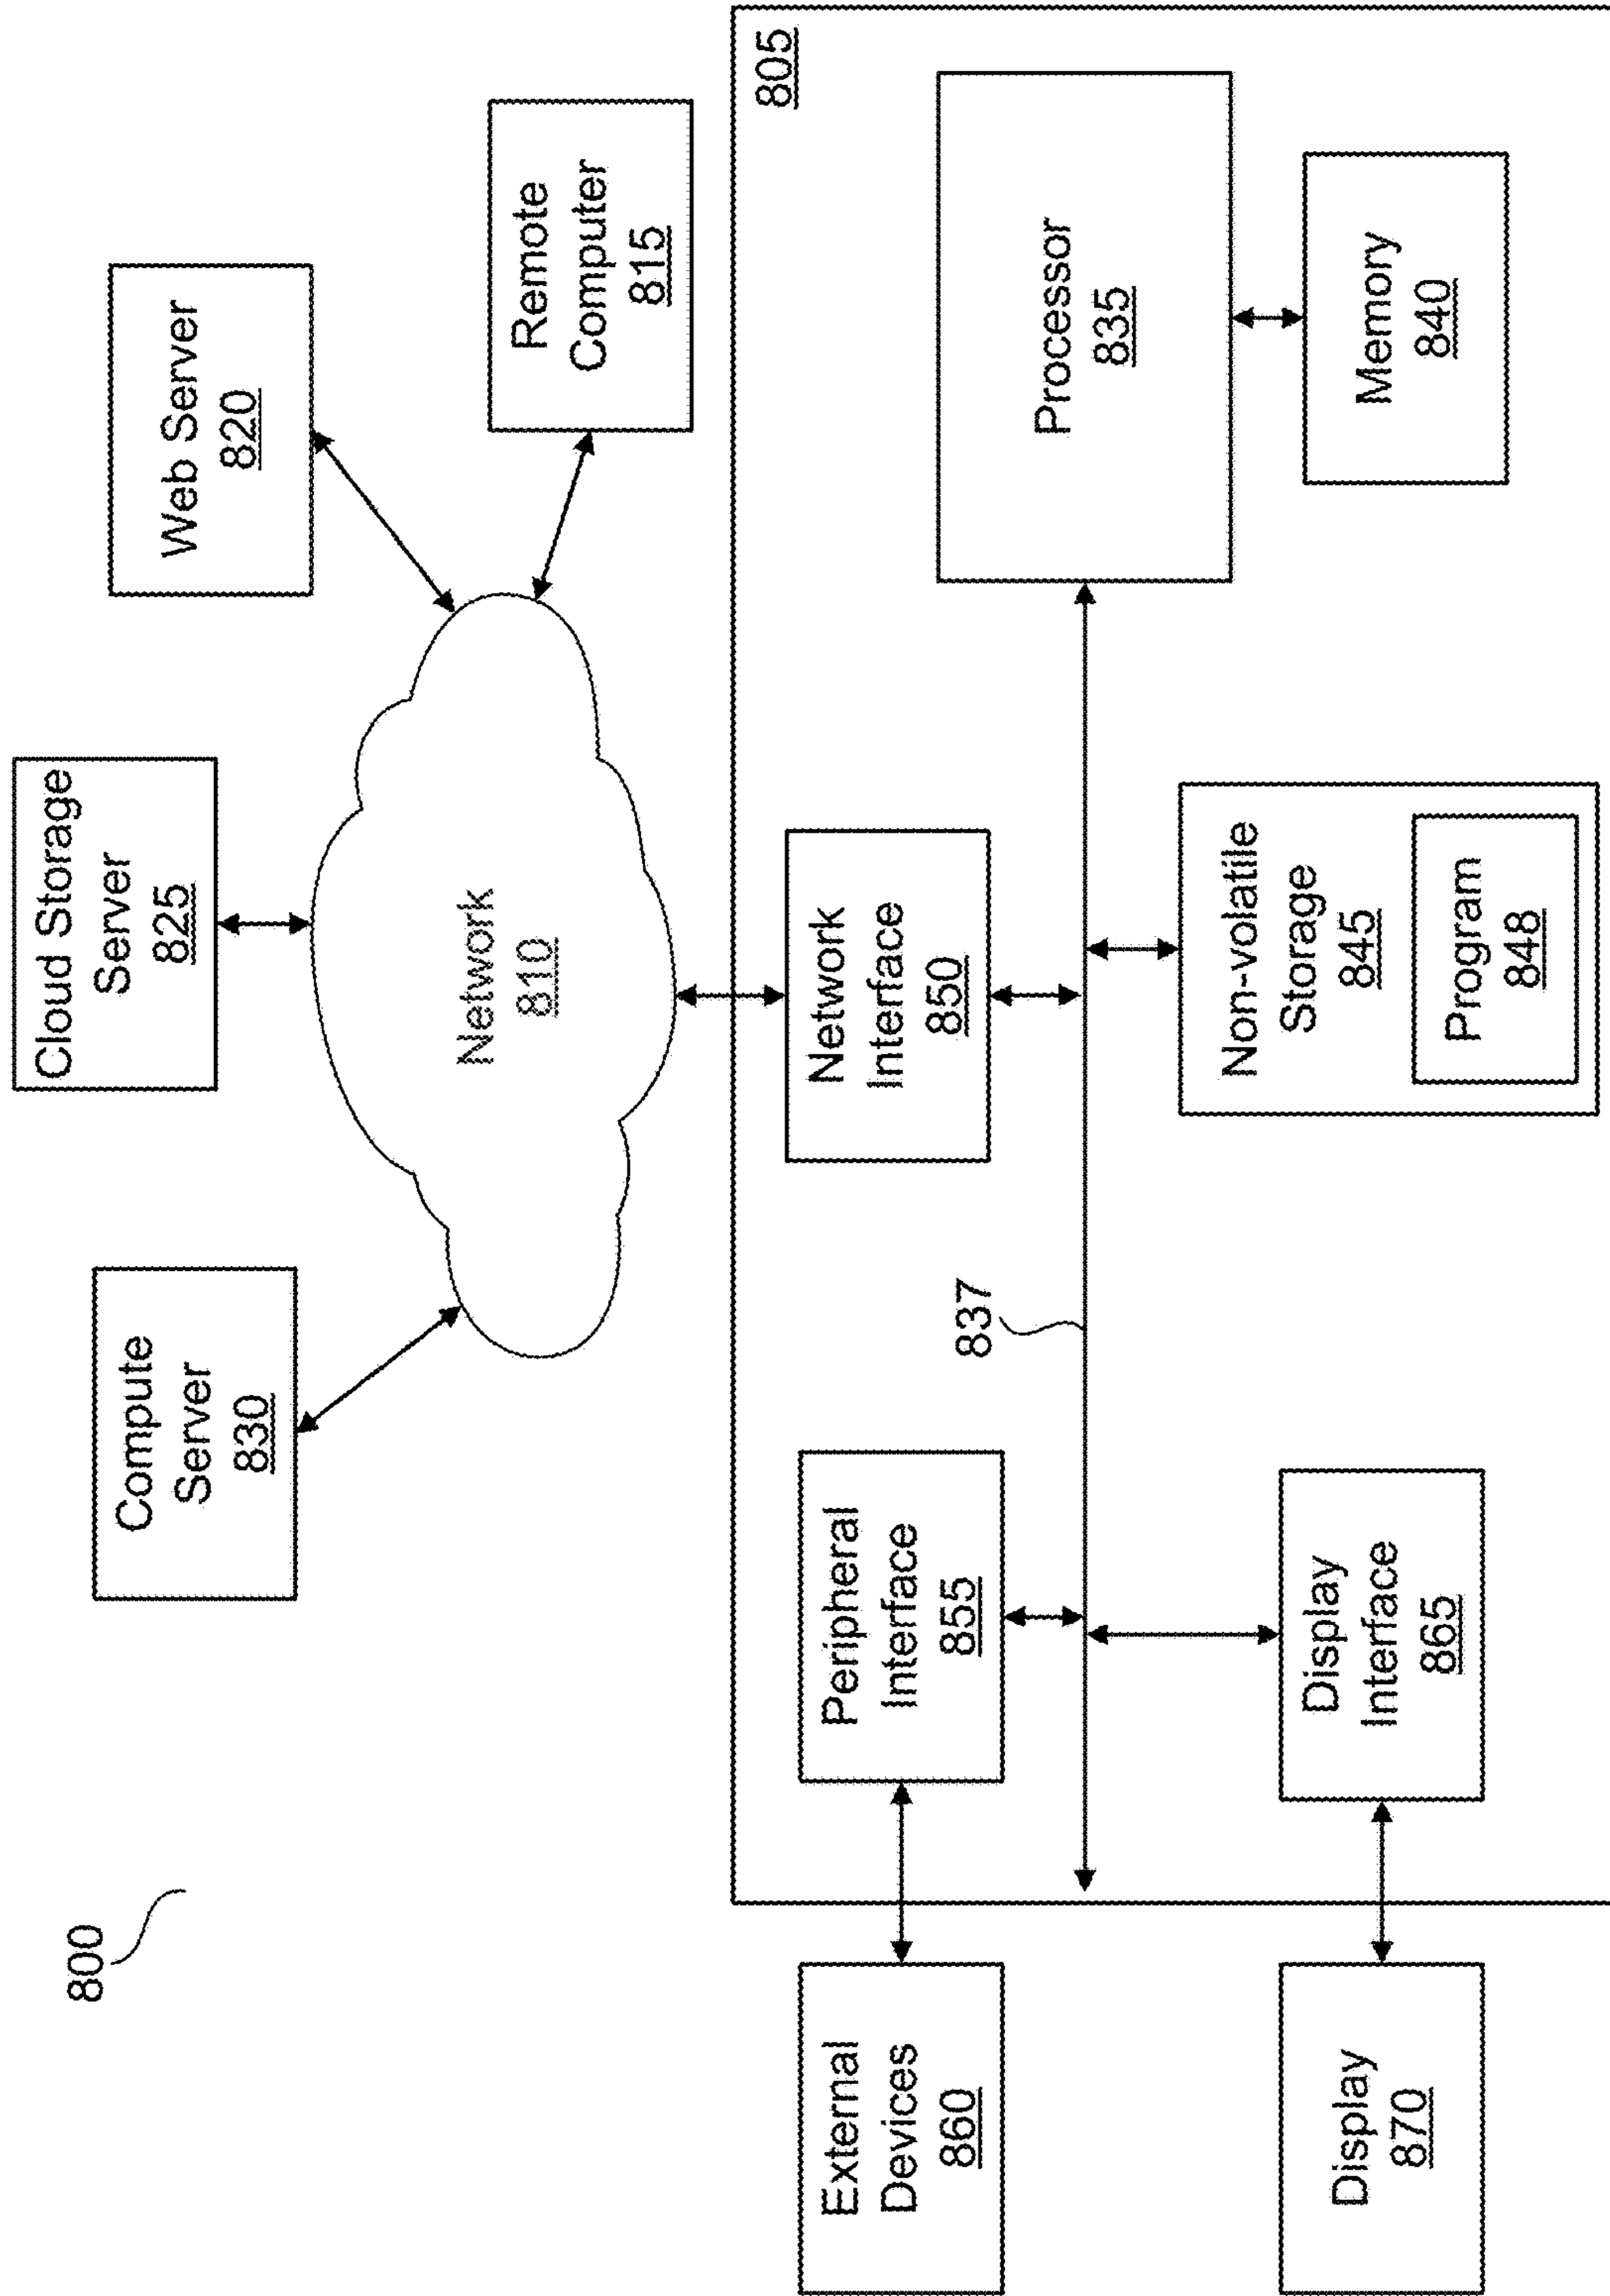 800
Compute
Server
830
Cloud Storage
Server
825
Web Server
820
Remote
Computer
815
Network
810
805
External
Devices
860
Peripheral
Interface
855
Network
Interface
850
Processor
835
837
Display
870
Display
Interface
865
Non-volatile
Storage
845
Program
848
Memory
840